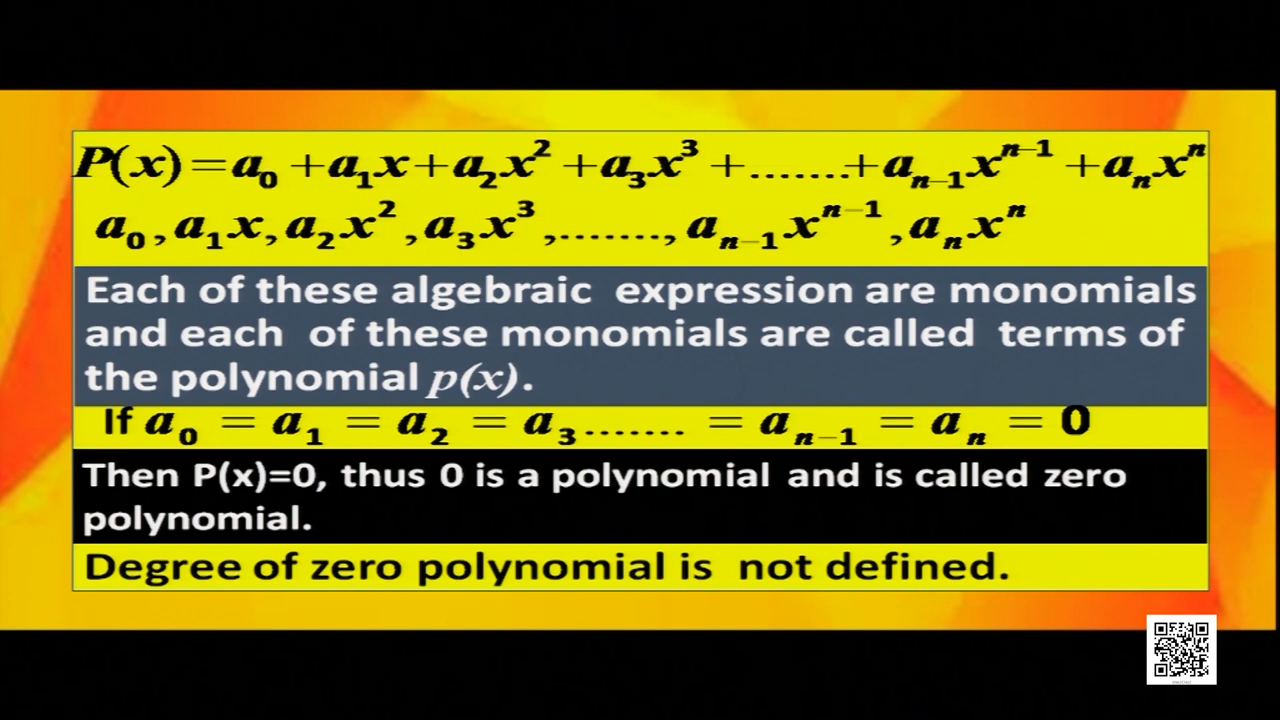 P(x) = a₀ + a₁x + a₂x² + a₃x³ + ....... + aₙ₋₁xⁿ⁻¹ + aₙxⁿ
a₀, a₁x, a₂x², a₃x³, ......., aₙ₋₁xⁿ⁻¹, aₙxⁿ
Each of these algebraic expression are monomials
and each of these monomials are called terms of
the polynomial p(x).
If a₀ = a₁ = a₂ = a₃ ....... = aₙ₋₁ = aₙ = 0
Then P(x)=0, thus 0 is a polynomial and is called zero
polynomial.
Degree of zero polynomial is not defined.